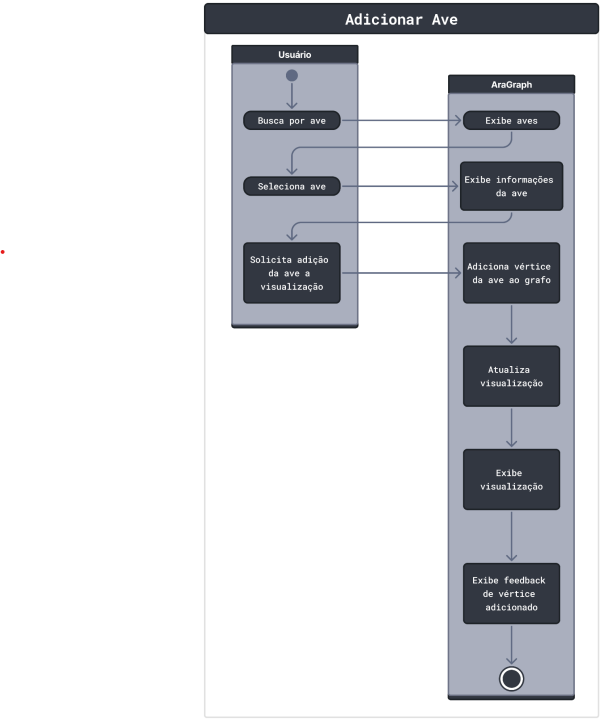 Adicionar Ave
Usuário
AraGraph
Busca por ave
Exibe aves
Seleciona ave
Exibe informações
da ave
Solicita adição
da ave a
visualização
Adiciona vértice
da ave ao grafo
Atualiza
visualização
Exibe
visualização
Exibe feedback
de vértice
adicionado